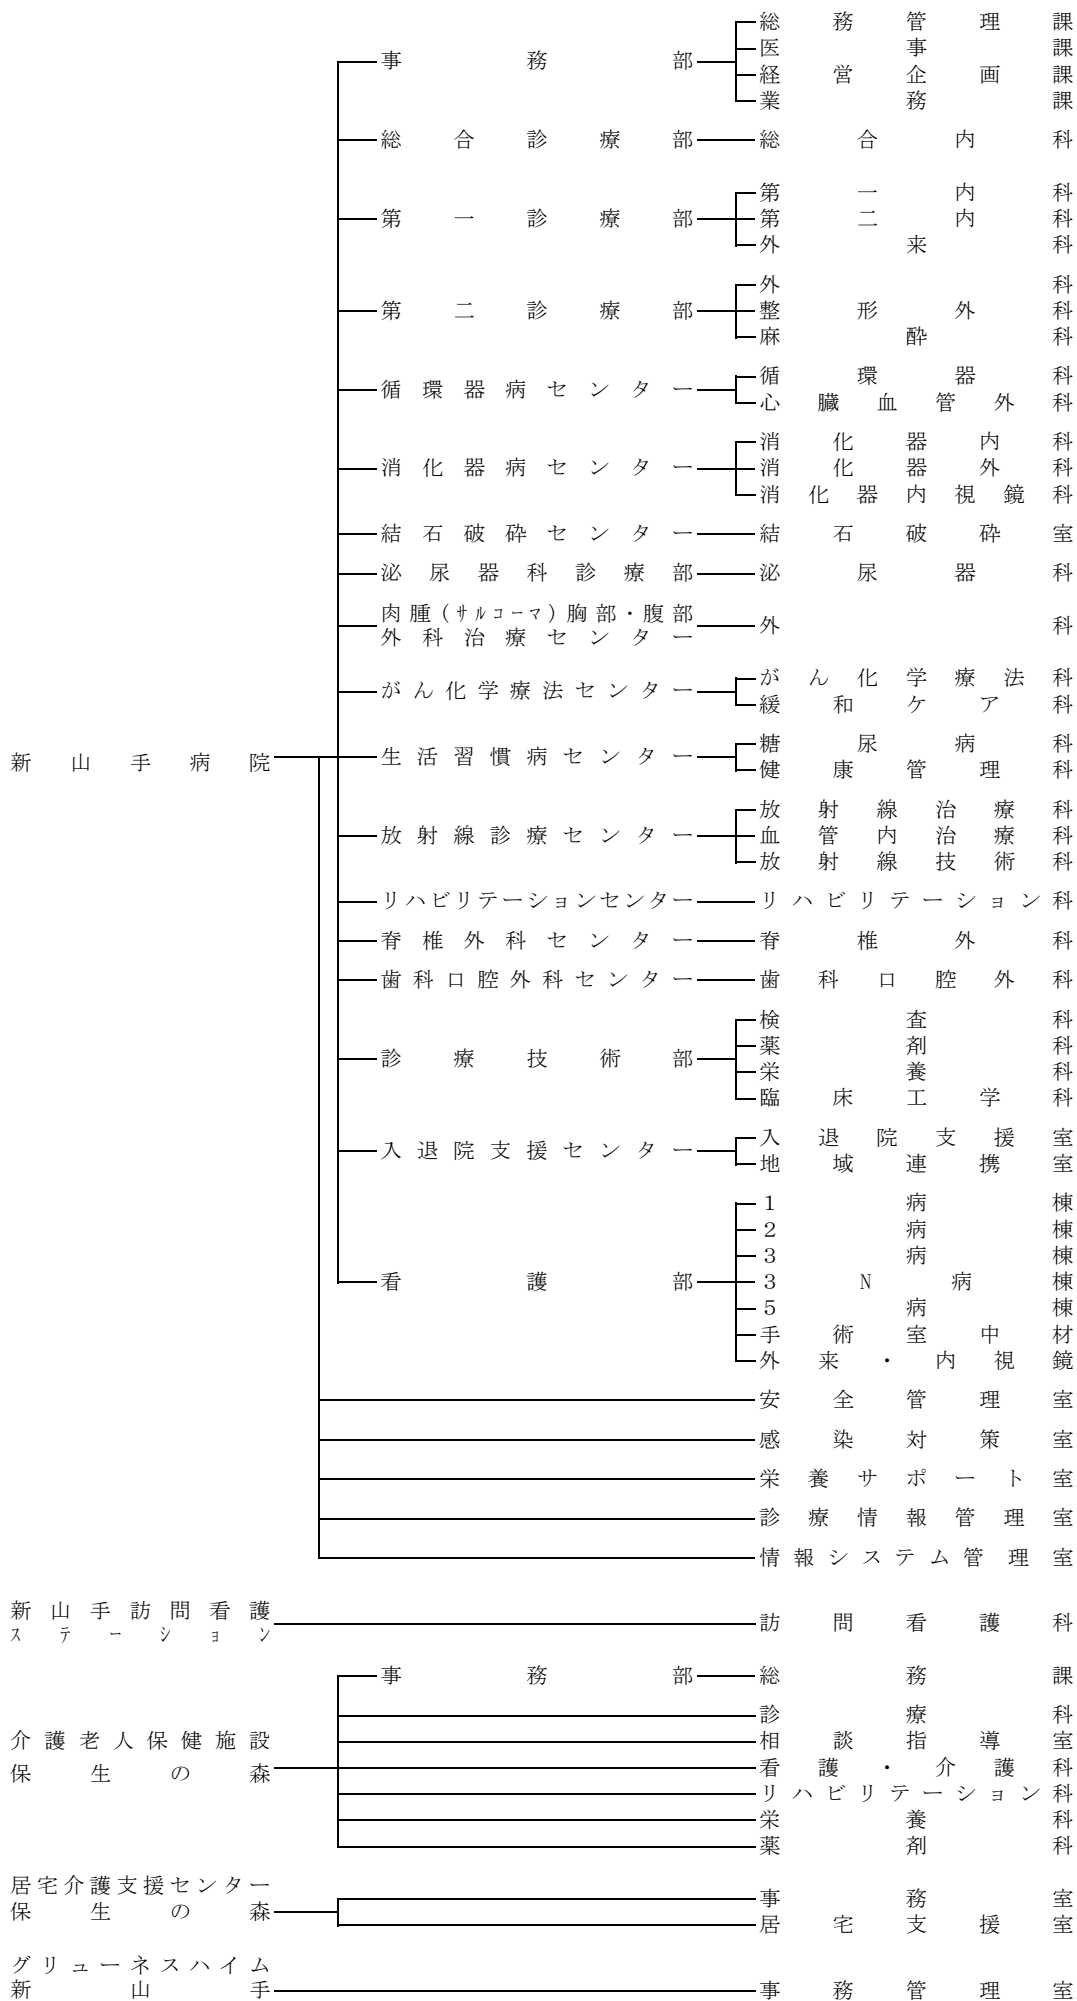 総務管理課
医事課
事務部
経営企画課
業務課
総合診療部 総合内科
第一内科
第一診療部 第二内科
外来科
外科
第二診療部 整形外科
麻酔科
循環器科
循環器病センター
心臓血管外科
消化器内科
消化器病センター 消化器外科
消化器内視鏡科
結石破砕センター 結石破砕室
泌尿器科診療部 泌尿器科
肉腫(サルコーマ)胸部・腹部
外科治療センター
外科
がん化学療法科
がん化学療法センター
緩和ケア科
糖尿病科
新山手病院 生活習慣病センター
健康管理科
放射線治療科
放射線診療センター 血管内治療科
放射線技術科
リハビリテーションセンター リハビリテーション科
脊椎外科センター 脊椎外科
歯科口腔外科センター 歯科口腔外科
検査科
薬剤科
診療技術部
栄養科
臨床工学科
入退院支援室
入退院支援センター
地域連携室
1病棟
2病棟
3病棟
看護部 3N病棟
5病棟
手術室中材
外来・内視鏡
安全管理室
感染対策室
栄養サポート室
診療情報管理室
情報システム管理室
新山手訪問看護
ステーション
訪問看護科
事務部 総務課
診療科
介護老人保健施設 相談指導室
保生の森 看護・介護科
リハビリテーション科
栄養科
薬剤科
居宅介護支援センター
保生の森
事務室
居宅支援室
グリューネスハイム
新山手 事務管理室